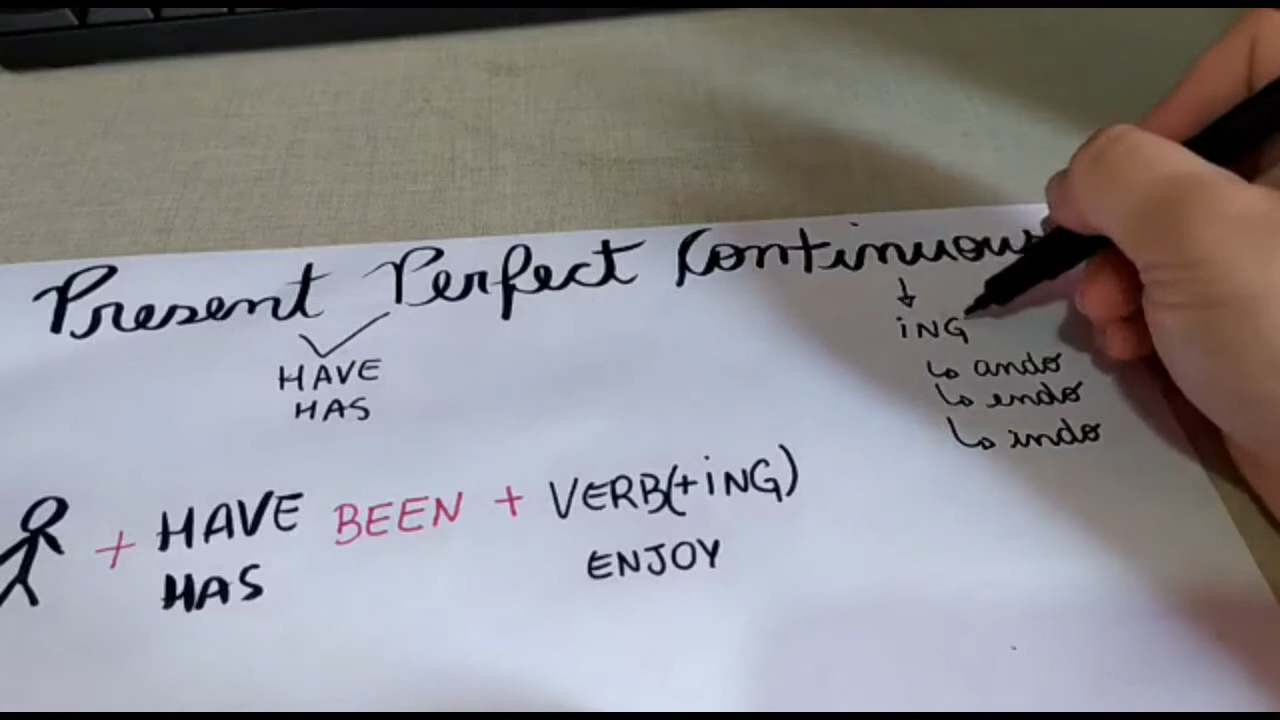 Present Perfect Continuous
HAVE
HAS
iNG
↳ ando
↳ endo
↳ indo
+ HAVE BEEN + VERB(+iNG)
HAS
ENJOY